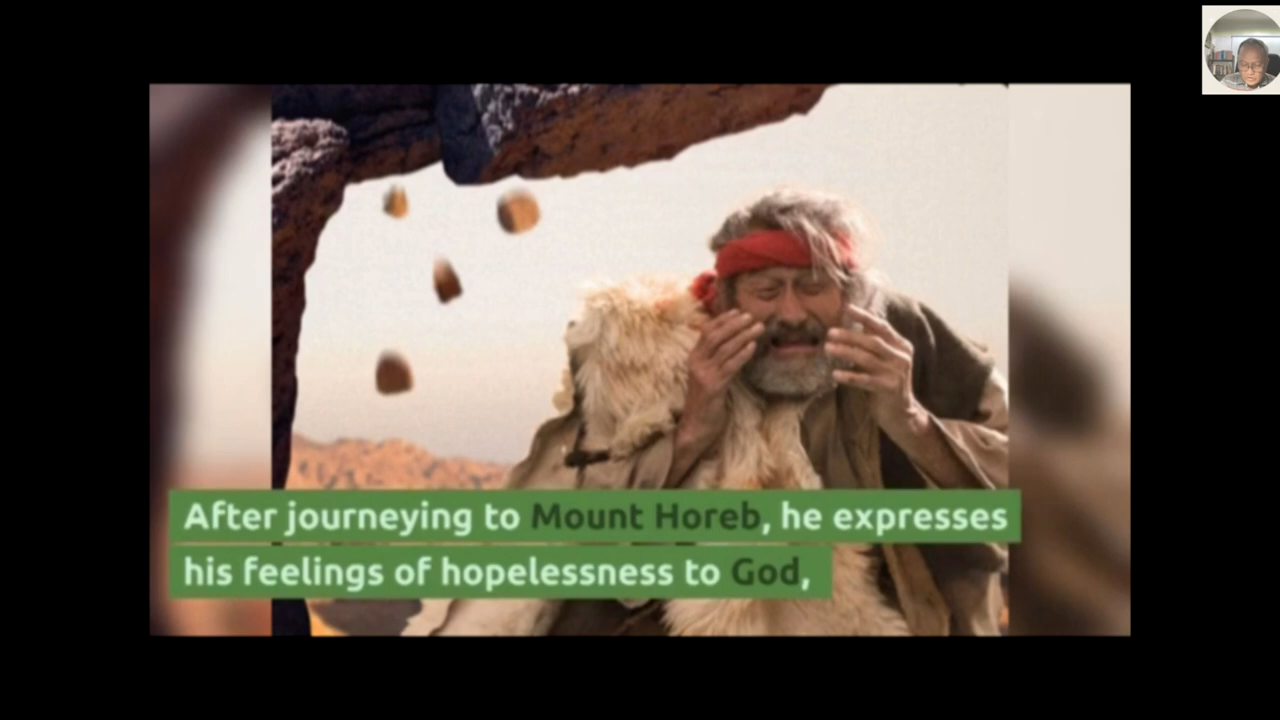 After journeying to Mount Horeb, he expresses
his feelings of hopelessness to God,